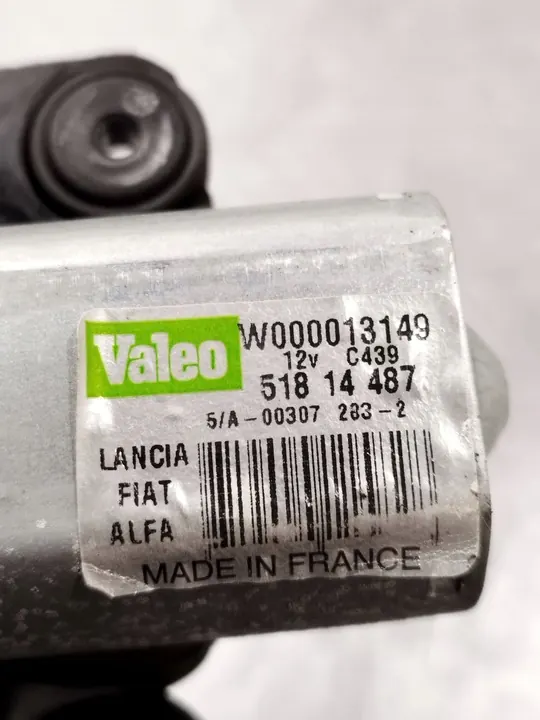 Valeo W000013149
12v C439
518 14 487
5/A-00307 283-2
LANCIA
FIAT
ALFA
MADE IN FRANCE